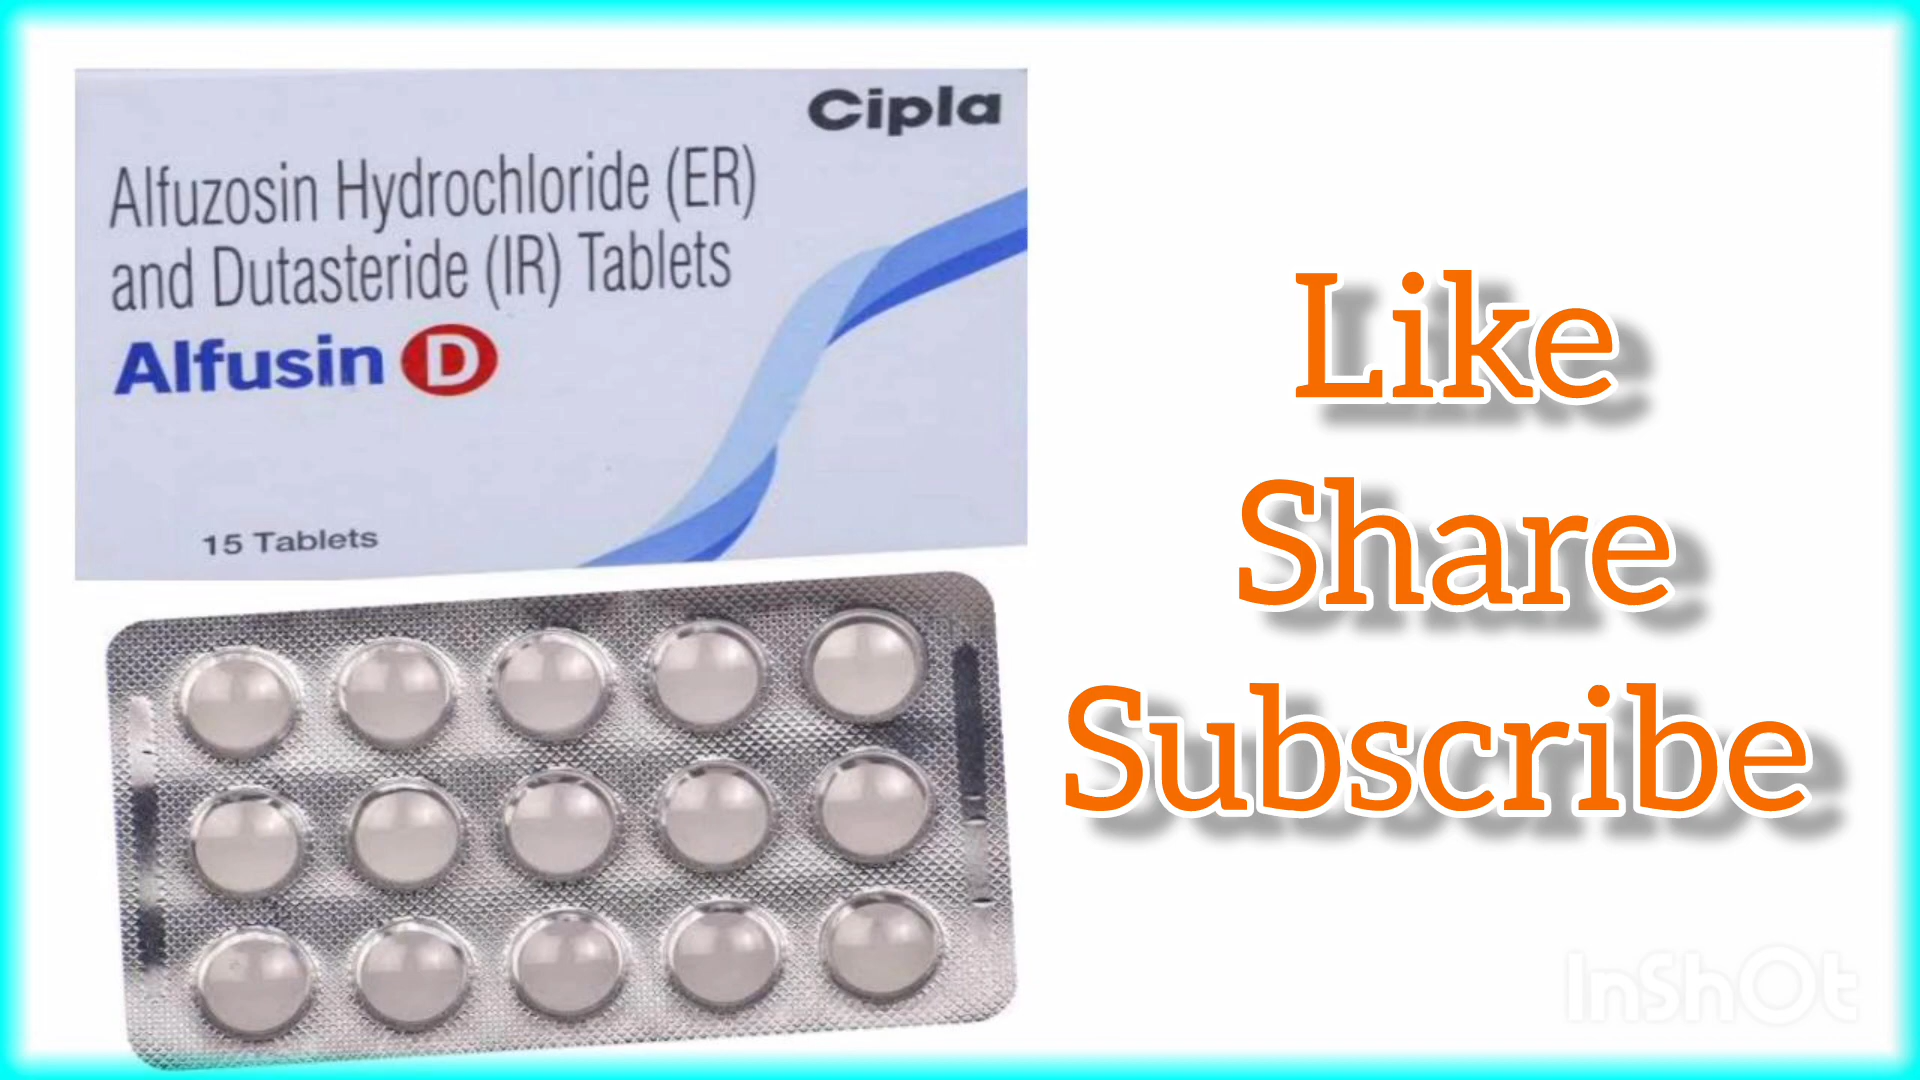 Cipla
Alfuzosin Hydrochloride (ER)
and Dutasteride (IR) Tablets
Alfusin D
15 Tablets
Like
Share
Subscribe
InShOt